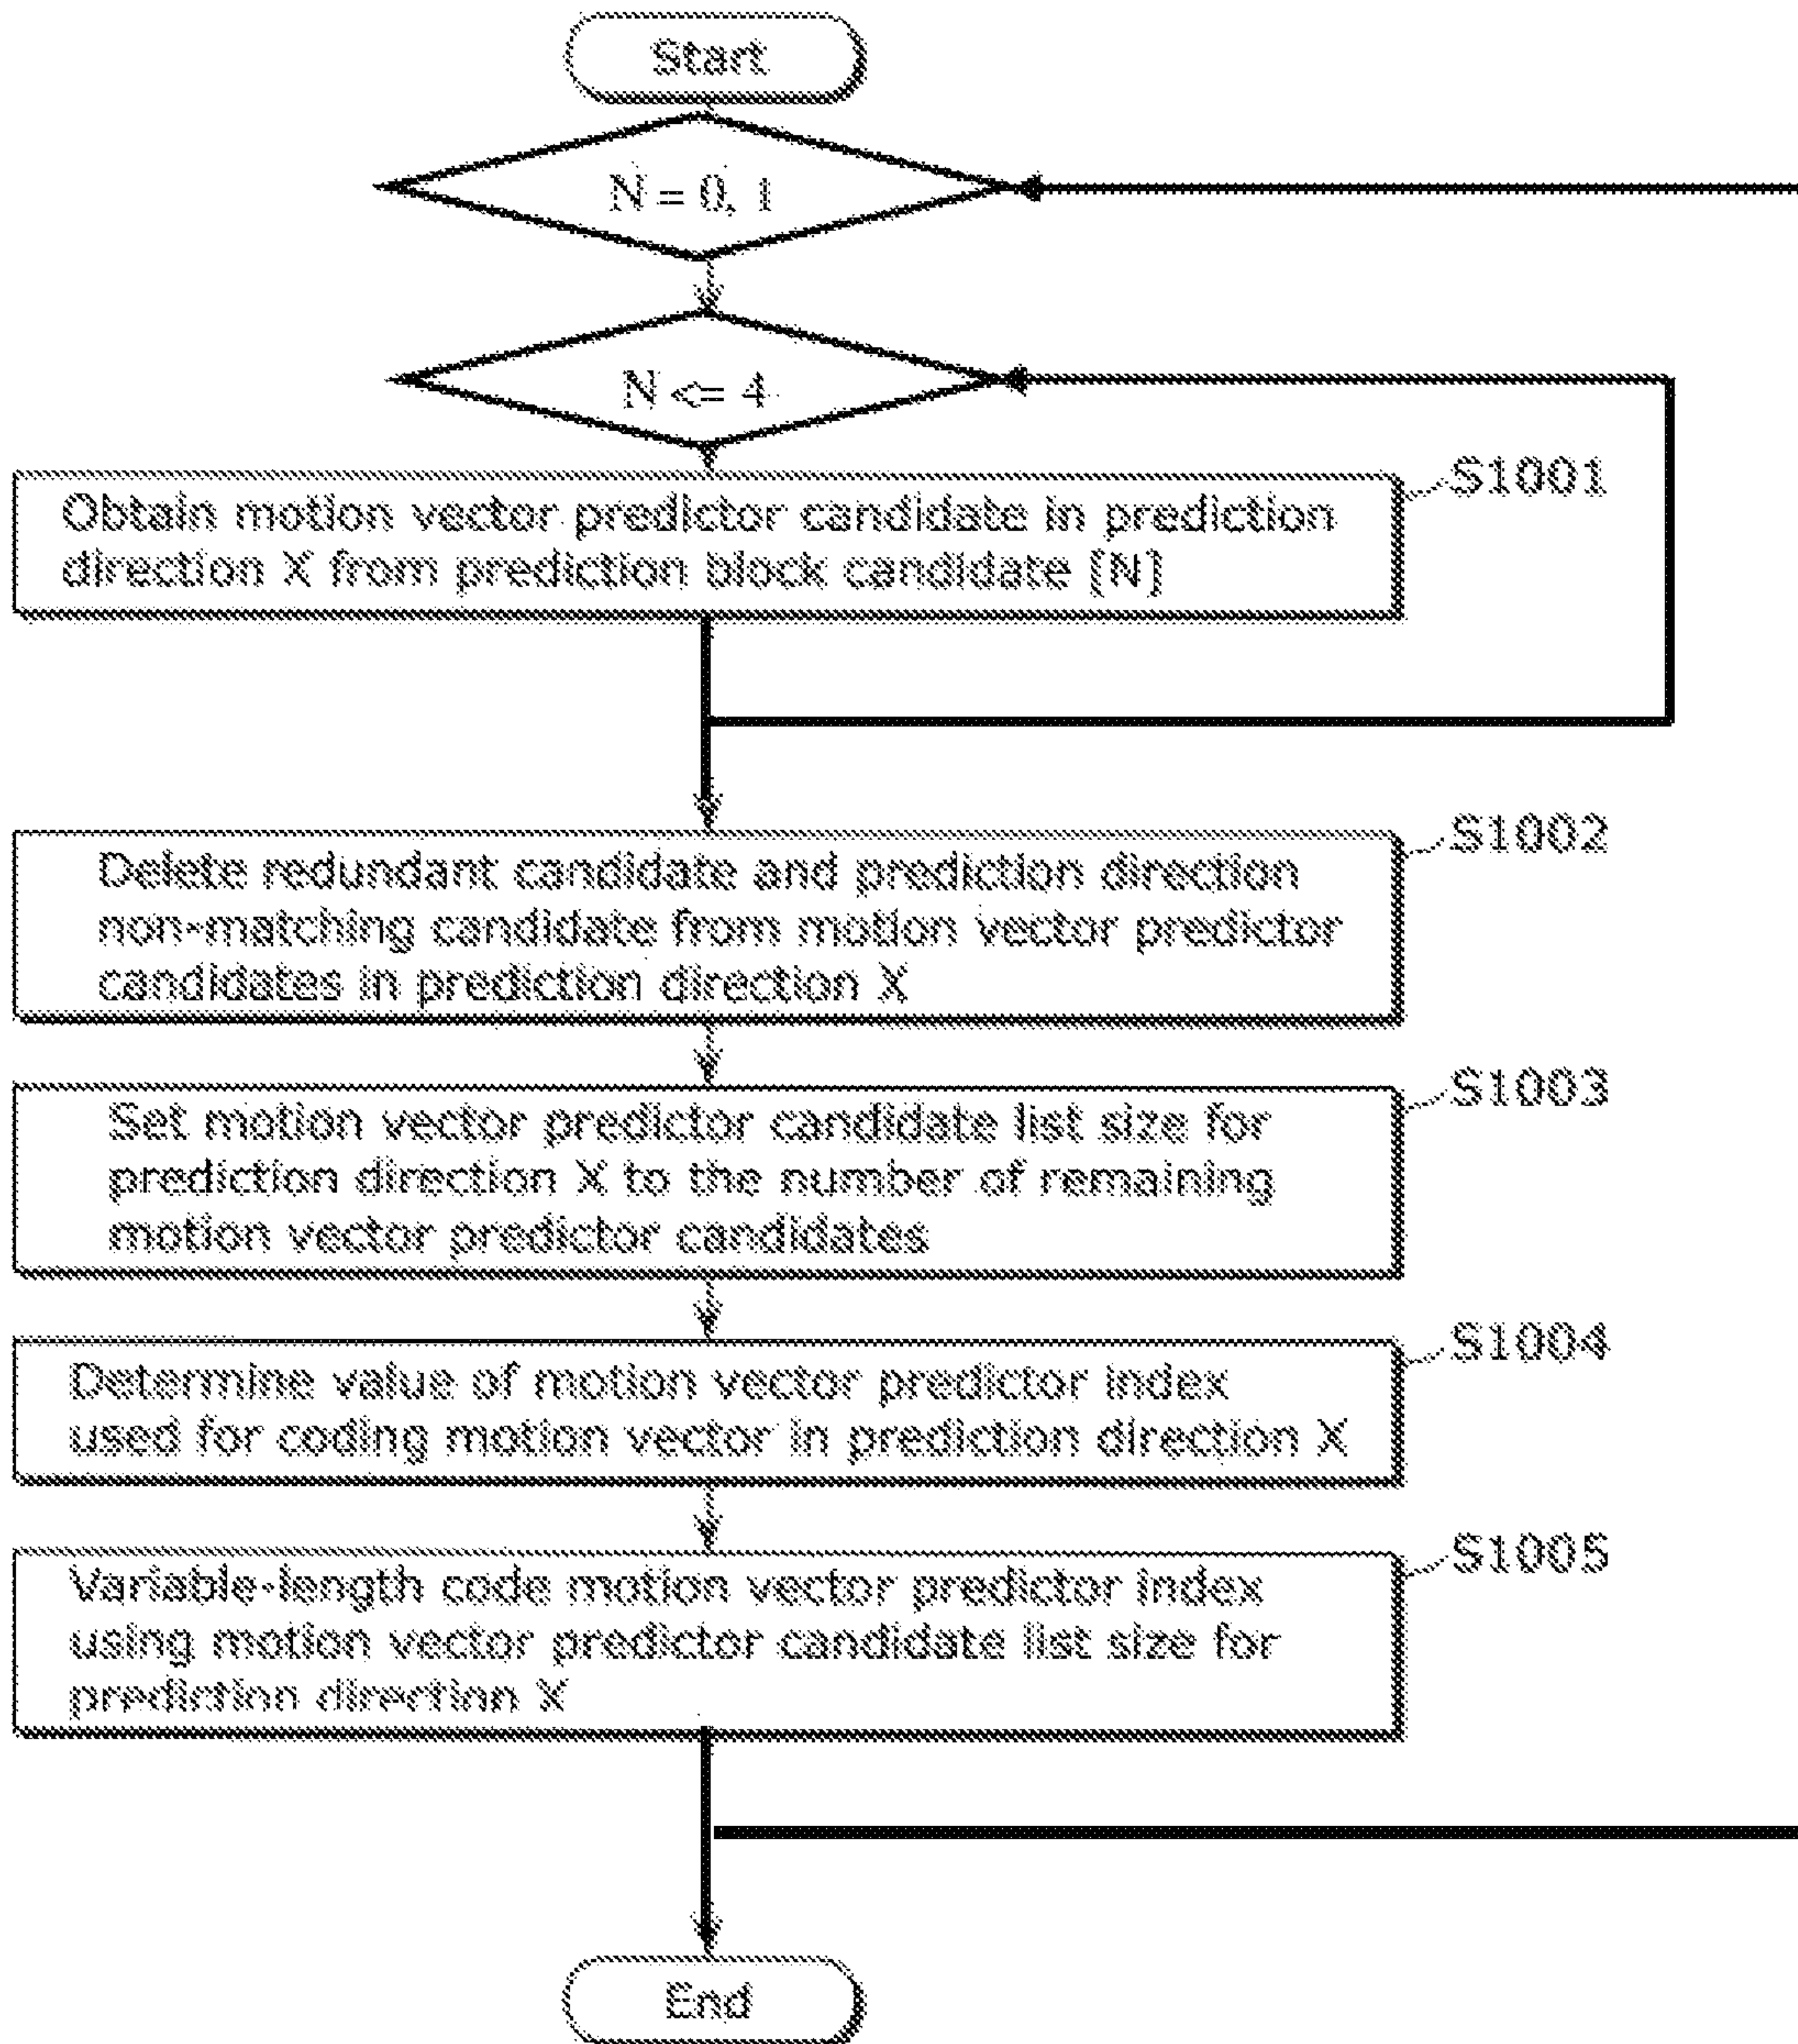 Start
N = 0, 1
N <= 4
S1001
Obtain motion vector predictor candidate in prediction
direction X from prediction block candidate [N]
S1002
Delete redundant candidate and prediction direction
non-matching candidate from motion vector predictor
candidates in prediction direction X
S1003
Set motion vector predictor candidate list size for
prediction direction X to the number of remaining
motion vector predictor candidates
S1004
Determine value of motion vector predictor index
used for coding motion vector in prediction direction X
S1005
Variable-length code motion vector predictor index
using motion vector predictor candidate list size for
prediction direction X
End